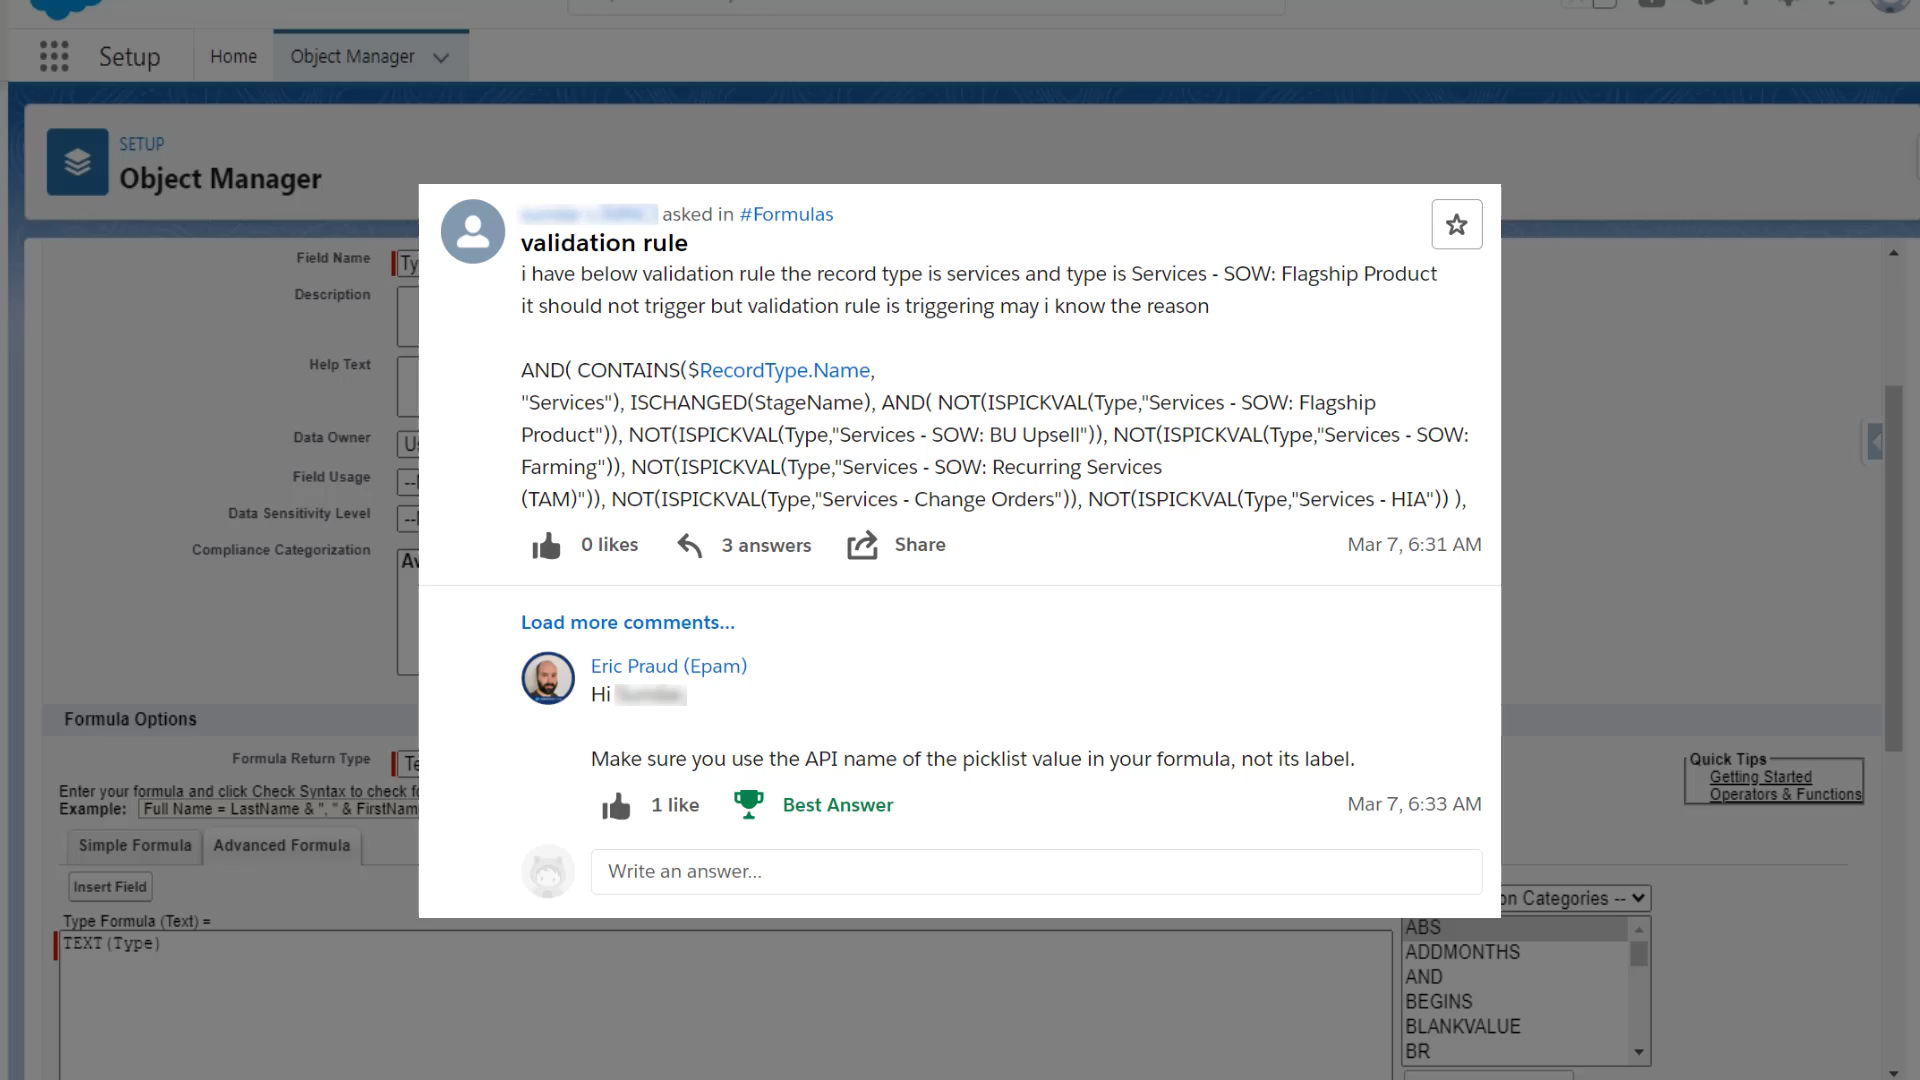 Setup
Home
Object Manager
SETUP
Object Manager
Field Name
Ty
Description
Help Text
Data Owner
Us
Field Usage
Data Sensitivity Level
Compliance Categorization
Formula Options
Formula Return Type
Te
Enter your formula and click Check Syntax to check
Example: Full Name = LastName & ", " & FirstNam
Simple Formula
Advanced Formula
Insert Field
Type Formula (Text) =
TEXT(Type)
asked in #Formulas
validation rule
i have below validation rule the record type is services and type is Services - SOW: Flagship Product
it should not trigger but validation rule is triggering may i know the reason
AND( CONTAINS($RecordType.Name,
"Services"), ISCHANGED(StageName), AND( NOT(ISPICKVAL(Type,"Services - SOW: Flagship
Product")), NOT(ISPICKVAL(Type,"Services - SOW: BU Upsell")), NOT(ISPICKVAL(Type,"Services - SOW:
Farming")), NOT(ISPICKVAL(Type,"Services - SOW: Recurring Services
(TAM)")), NOT(ISPICKVAL(Type,"Services - Change Orders")), NOT(ISPICKVAL(Type,"Services - HIA")) ),
0 likes
3 answers
Share
Mar 7, 6:31 AM
Load more comments...
Eric Praud (Epam)
Hi
Make sure you use the API name of the picklist value in your formula, not its label.
1 like
Best Answer
Mar 7, 6:33 AM
Write an answer...
Quick Tips
Getting Started
Operators & Functions
on Categories --
ABS
ADDMONTHS
AND
BEGINS
BLANKVALUE
BR